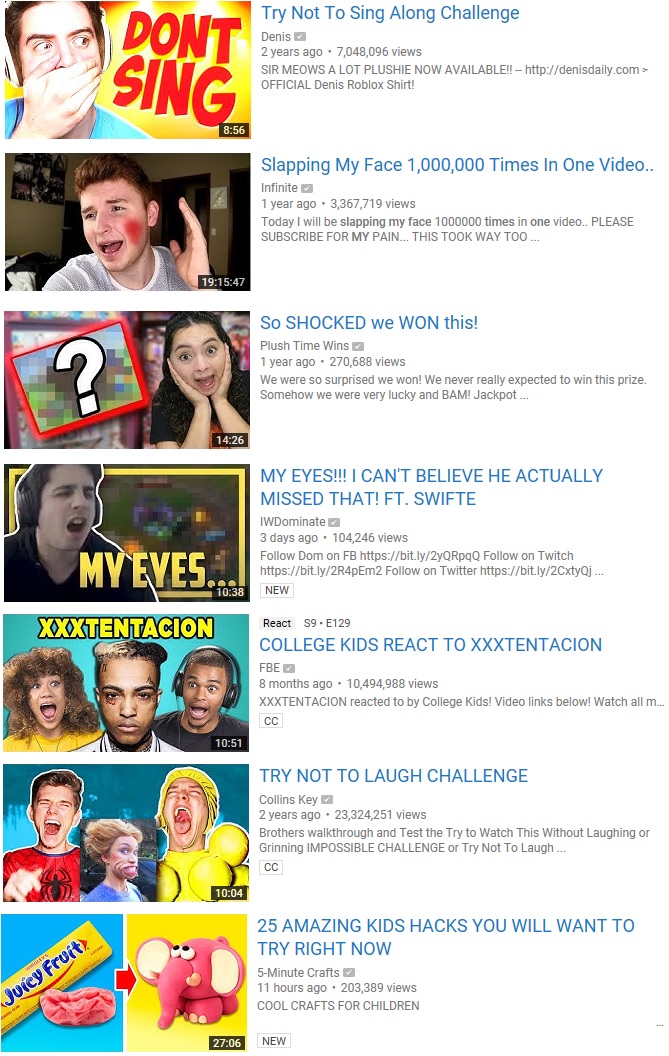 DONT
SING
8:56
Try Not To Sing Along Challenge
Denis
2 years ago • 7,048,096 views
SIR MEOWS A LOT PLUSHIE NOW AVAILABLE!! – http://denisdaily.com ➣
OFFICIAL Denis Roblox Shirt!
19:15:47
Slapping My Face 1,000,000 Times In One Video..
Infinite
1 year ago • 3,367,719 views
Today I will be slapping my face 1000000 times in one video.. PLEASE
SUBSCRIBE FOR MY PAIN... THIS TOOK WAY TOO ...
?
14:26
So SHOCKED we WON this!
Plush Time Wins
1 year ago • 270,688 views
We were so surprised we won! We never really expected to win this prize.
Somehow we were very lucky and BAM! Jackpot ...
MY EYES...!
10:38
MY EYES!!! I CAN'T BELIEVE HE ACTUALLY
MISSED THAT! FT. SWIFTE
IWDominate
3 days ago • 104,246 views
Follow Dom on FB https://bit.ly/2yQRpqQ Follow on Twitch
https://bit.ly/2R4pEm2 Follow on Twitter https://bit.ly/2CxtyQj ...
NEW
XXXTENTACION
10:51
React S9 • E129
COLLEGE KIDS REACT TO XXXTENTACION
FBE
8 months ago • 10,494,988 views
XXXTENTACION reacted to by College Kids! Video links below! Watch all m...
CC
10:04
TRY NOT TO LAUGH CHALLENGE
Collins Key
2 years ago • 23,324,251 views
Brothers walkthrough and Test the Try to Watch This Without Laughing or
Grinning IMPOSSIBLE CHALLENGE or Try Not To Laugh ...
CC
Juicy Fruit
27:06
25 AMAZING KIDS HACKS YOU WILL WANT TO
TRY RIGHT NOW
5-Minute Crafts
11 hours ago • 203,389 views
COOL CRAFTS FOR CHILDREN
...
NEW